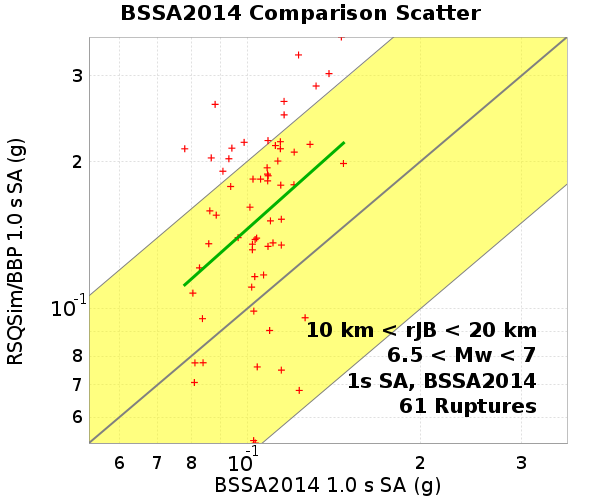 BSSA2014 Comparison Scatter
RSQSim/BBP 1.0 s SA (g)
3
2
10⁻¹
8
7
6
10 km < rJB < 20 km
6.5 < Mw < 7
1s SA, BSSA2014
61 Ruptures
6 7 8 10⁻¹ 2 3
BSSA2014 1.0 s SA (g)